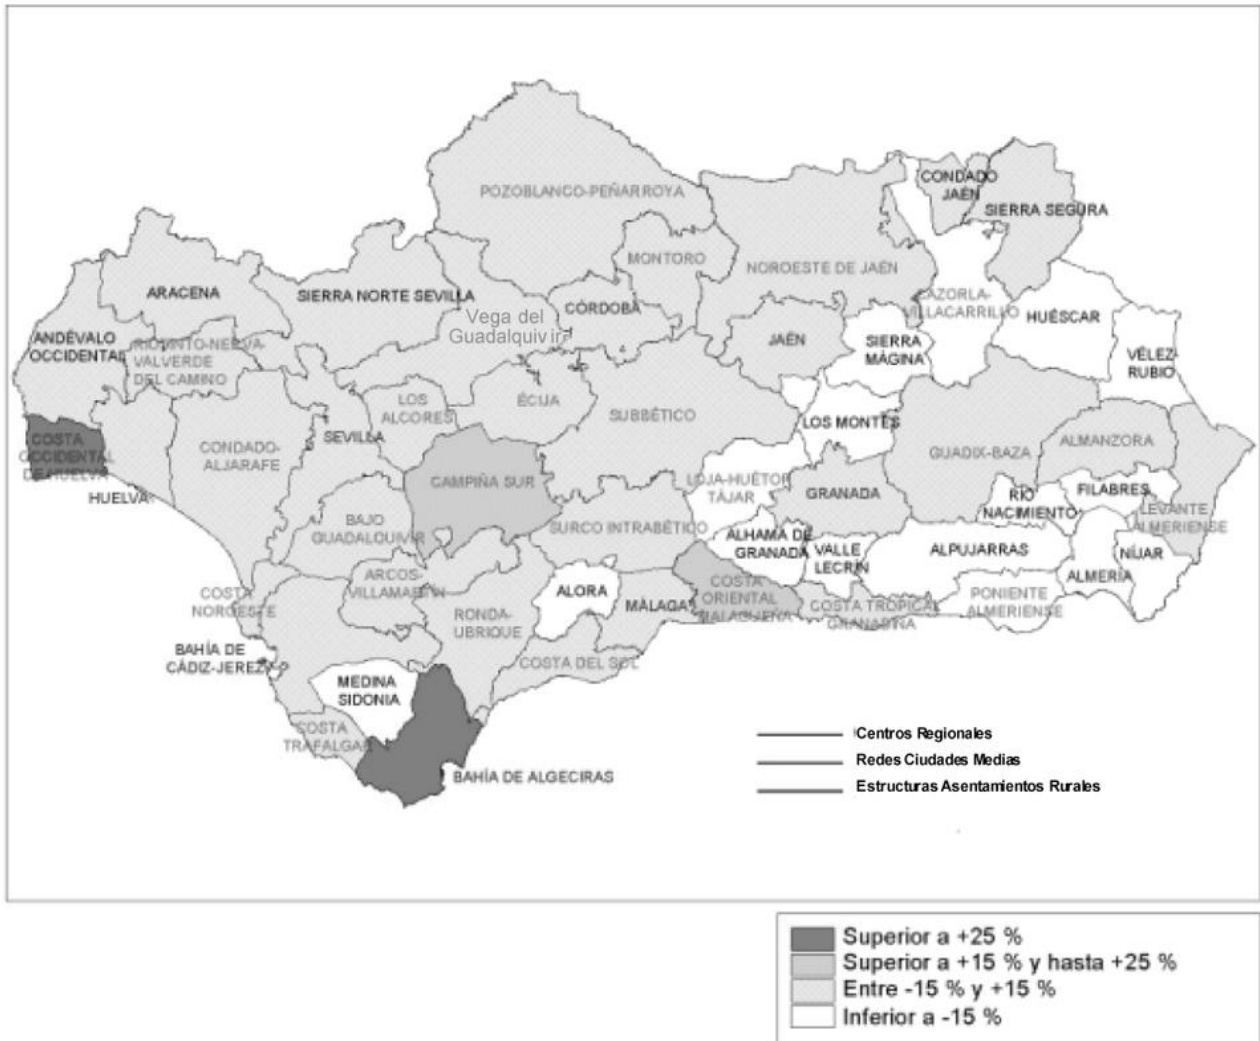 CONDADO
JAÉN
POZOBLANCO-PEÑARROYA
SIERRA SEGURA
MONTORO
NOROESTE DE JAÉN
ARACENA
SIERRA NORTE SEVILLA
CÓRDOBA
CAZORLA-
VILLACARRILLO
HUÉSCAR
Vega del
Guadalquivir
ANDÉVALO
OCCIDENTAL
RIOTINTO-NERVA-
VALVERDE
DEL CAMINO
JAÉN
SIERRA
MÁGINA
VÉLEZ-
RUBIO
LOS
ALCORES
ÉCIJA
SUBBÉTICO
LOS MONTES
SEVILLA
COSTA
OCCIDENTAL
DE HUELVA
CONDADO-
ALJARAFE
GUADIX-BAZA
ALMANZORA
CAMPIÑA SUR
LOJA-HUÉTOR
TÁJAR
GRANADA
HUELVA
RÍO
NACIMIENTO
FILABRES
LEVANTE
ALMERIENSE
BAJO
GUADALQUIVIR
SURCO INTRABÉTICO
ALHAMA DE
GRANADA
VALLE
LECRÍN
ALPUJARRAS
NÍJAR
ALMERÍA
ARCOS-
VILLAMARTÍN
COSTA
NOROESTE
RONDA-
UBRIQUE
ALORA
MÁLAGA
COSTA
ORIENTAL
MALAGUEÑA
COSTA TROPICAL
GRANADINA
PONIENTE
ALMERIENSE
BAHÍA DE
CÁDIZ-JEREZ
COSTA DEL SOL
MEDINA
SIDONIA
COSTA
TRAFALGAR
BAHÍA DE ALGECIRAS
Centros Regionales
Redes Ciudades Medias
Estructuras Asentamientos Rurales
Superior a +25 %
Superior a +15 % y hasta +25 %
Entre -15 % y +15 %
Inferior a -15 %